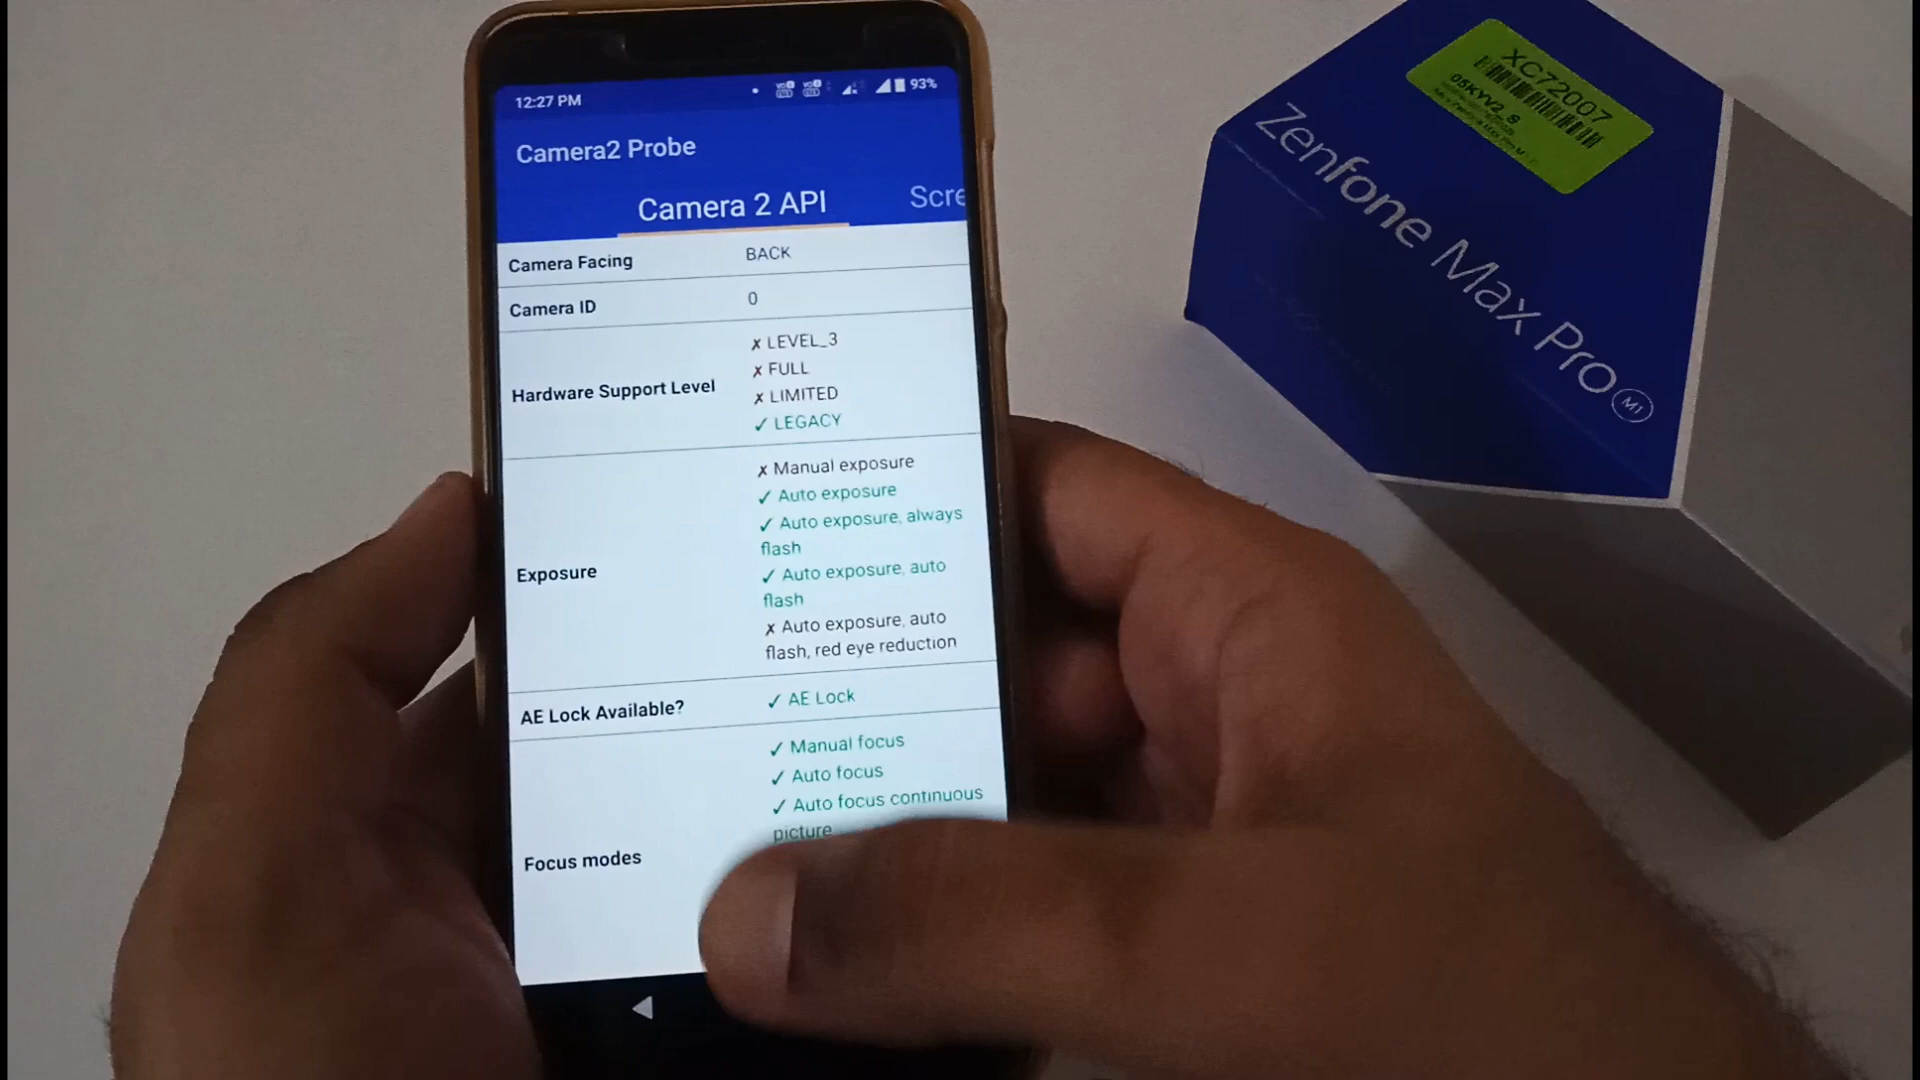 12:27 PM
93%
Camera2 Probe
Camera 2 API
Scre
Camera Facing
BACK
Camera ID
0
Hardware Support Level
✗ LEVEL_3
✗ FULL
✗ LIMITED
✓ LEGACY
Exposure
✗ Manual exposure
✓ Auto exposure
✓ Auto exposure, always
flash
✓ Auto exposure, auto
flash
✗ Auto exposure, auto
flash, red eye reduction
AE Lock Available?
✓ AE Lock
Focus modes
✓ Manual focus
✓ Auto focus
✓ Auto focus continuous
picture
XC72007
05KYV2_S
Zenfone Max Pro M1